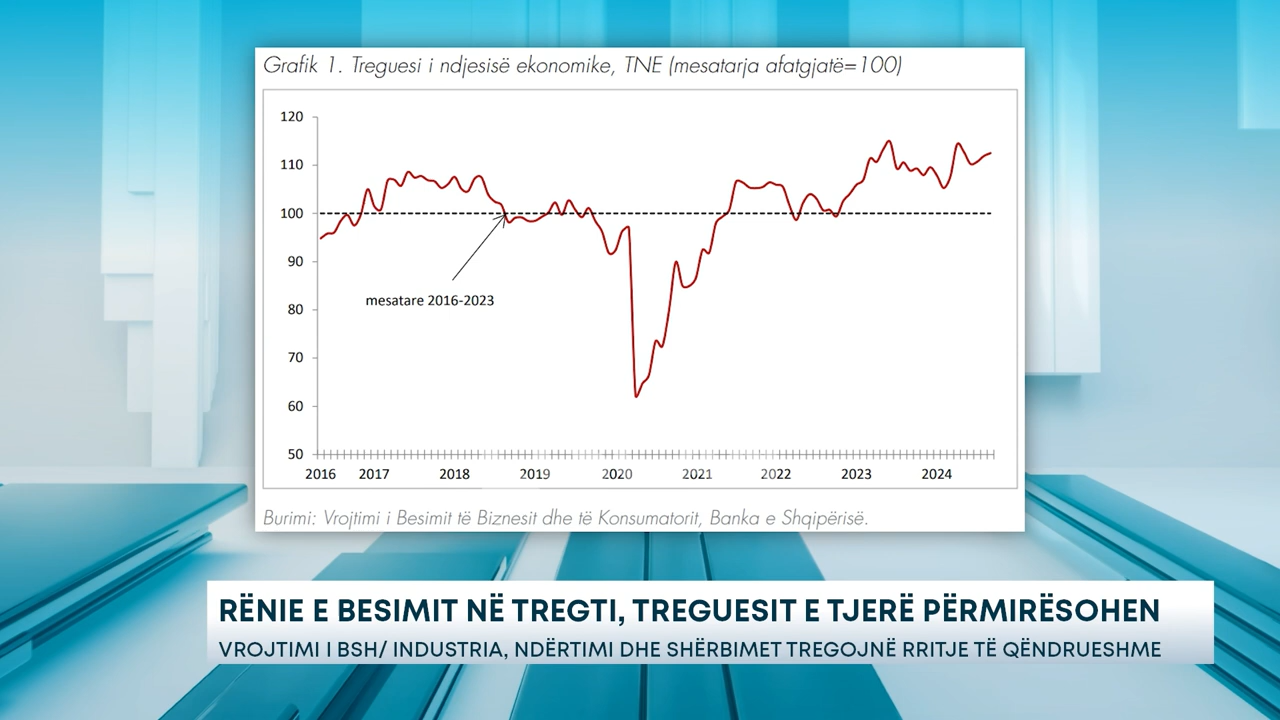 Grafik 1. Treguesi i ndjesisë ekonomike, TNE (mesatarja afatgjatë=100)
120
110
100
90
80
70
60
50
mesatare 2016-2023
2016 2017 2018 2019 2020 2021 2022 2023 2024
Burimi: Vrojtimi i Besimit të Biznesit dhe të Konsumatorit, Banka e Shqipërisë.
RËNIE E BESIMIT NË TREGTI, TREGUESIT E TJERË PËRMIRËSOHEN
VROJTIMI I BSH/ INDUSTRIA, NDËRTIMI DHE SHËRBIMET TREGOJNË RRITJE TË QËNDRUESHME